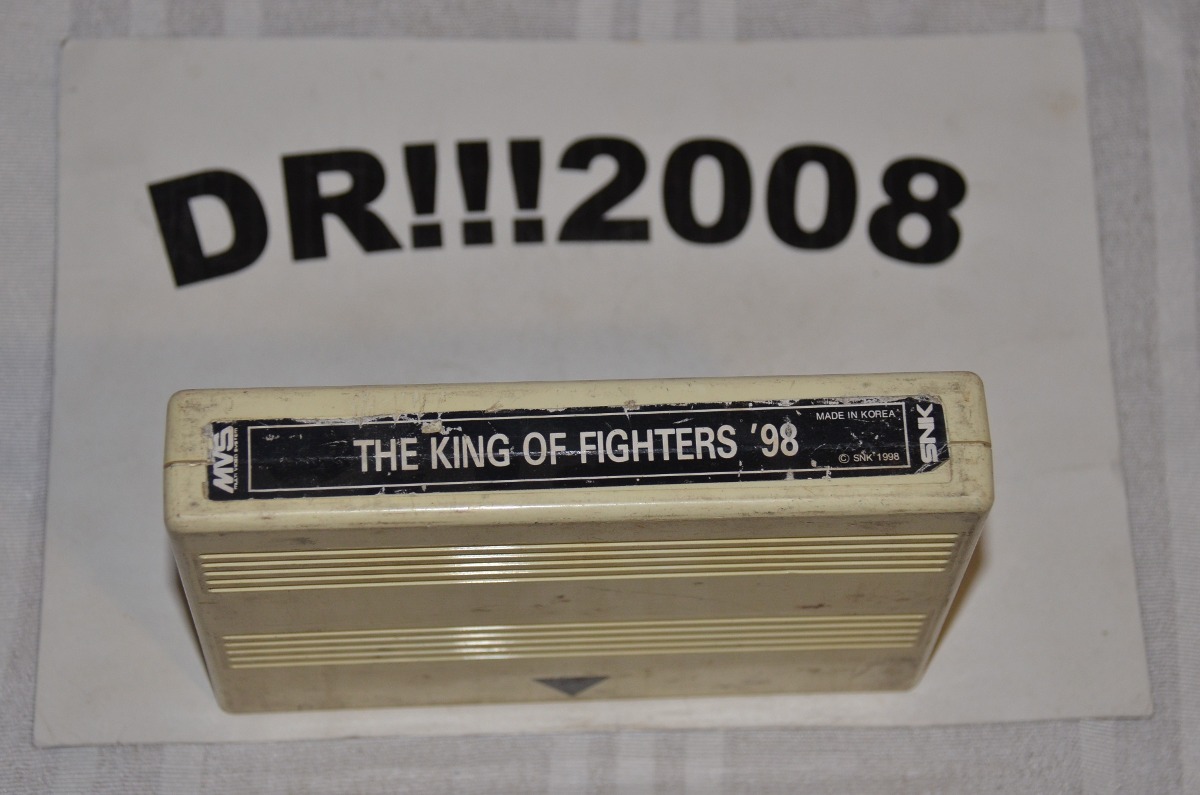 DR!!!2008
MVS
THE KING OF FIGHTERS '98
MADE IN KOREA
© SNK 1998
SNK